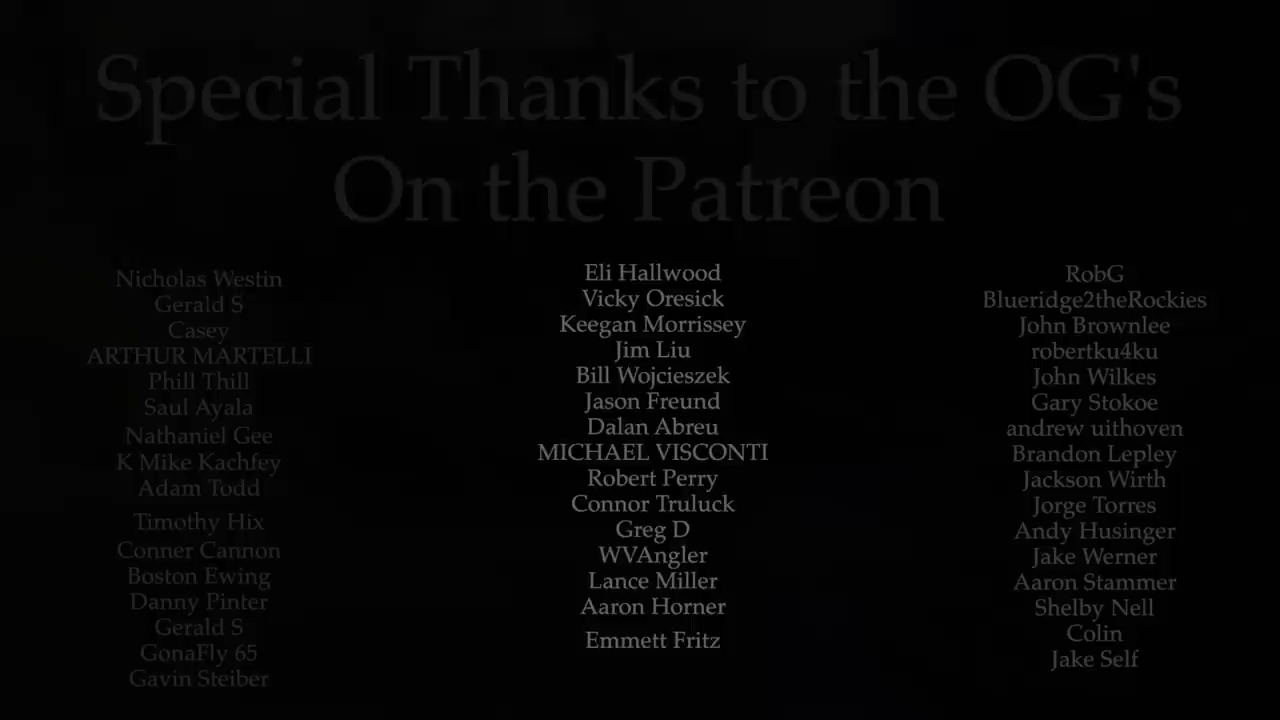 Special Thanks to the OG's
On the Patreon
Nicholas Westin
Gerald S
Casey
ARTHUR MARTELLI
Phill Thill
Saul Ayala
Nathaniel Gee
K Mike Kachfey
Adam Todd
Timothy Hix
Conner Cannon
Boston Ewing
Danny Pinter
Gerald S
GonaFly 65
Gavin Steiber
Eli Hallwood
Vicky Oresick
Keegan Morrissey
Jim Liu
Bill Wojcieszek
Jason Freund
Dalan Abreu
MICHAEL VISCONTI
Robert Perry
Connor Truluck
Greg D
WVAngler
Lance Miller
Aaron Horner
Emmett Fritz
RobG
Blueridge2theRockies
John Brownlee
robertku4ku
John Wilkes
Gary Stokoe
andrew uithoven
Brandon Lepley
Jackson Wirth
Jorge Torres
Andy Husinger
Jake Werner
Aaron Stammer
Shelby Nell
Colin
Jake Self